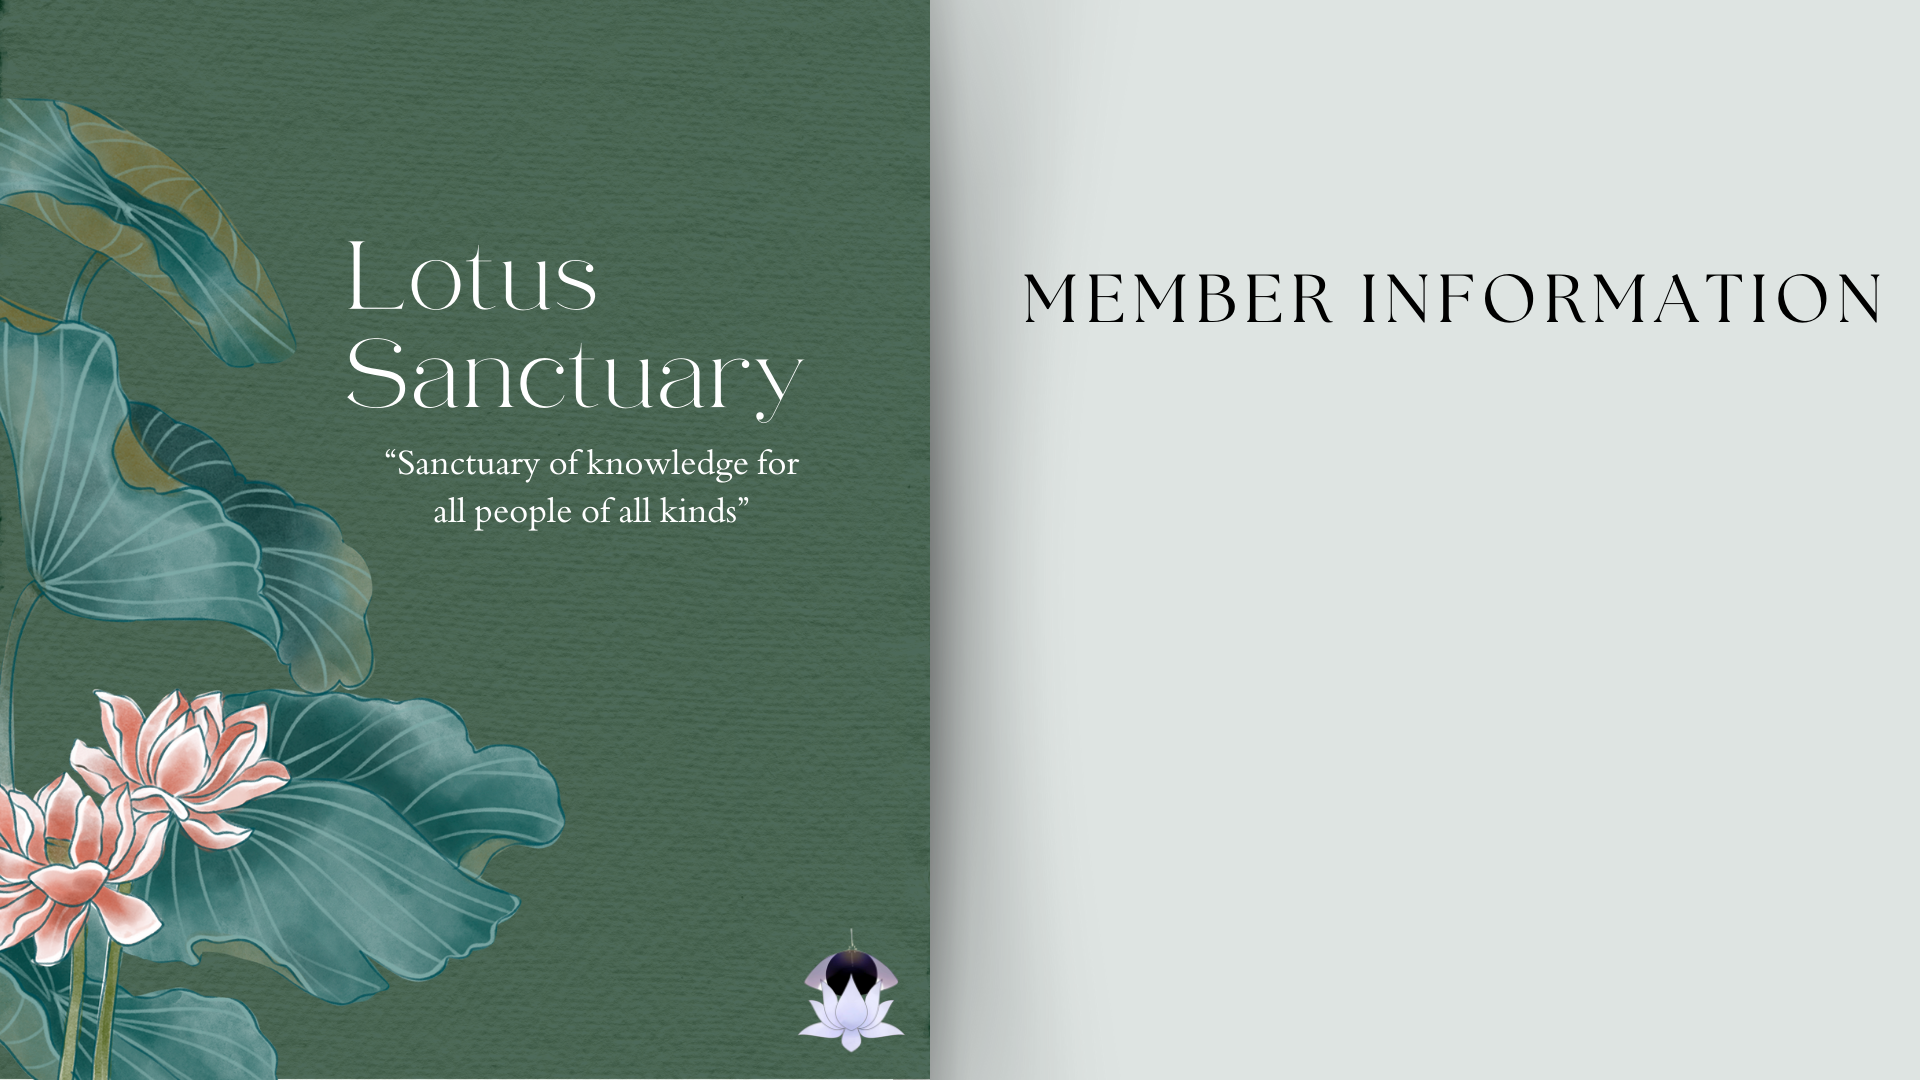 Lotus
Sanctuary
“Sanctuary of knowledge for
all people of all kinds”
MEMBER INFORMATION